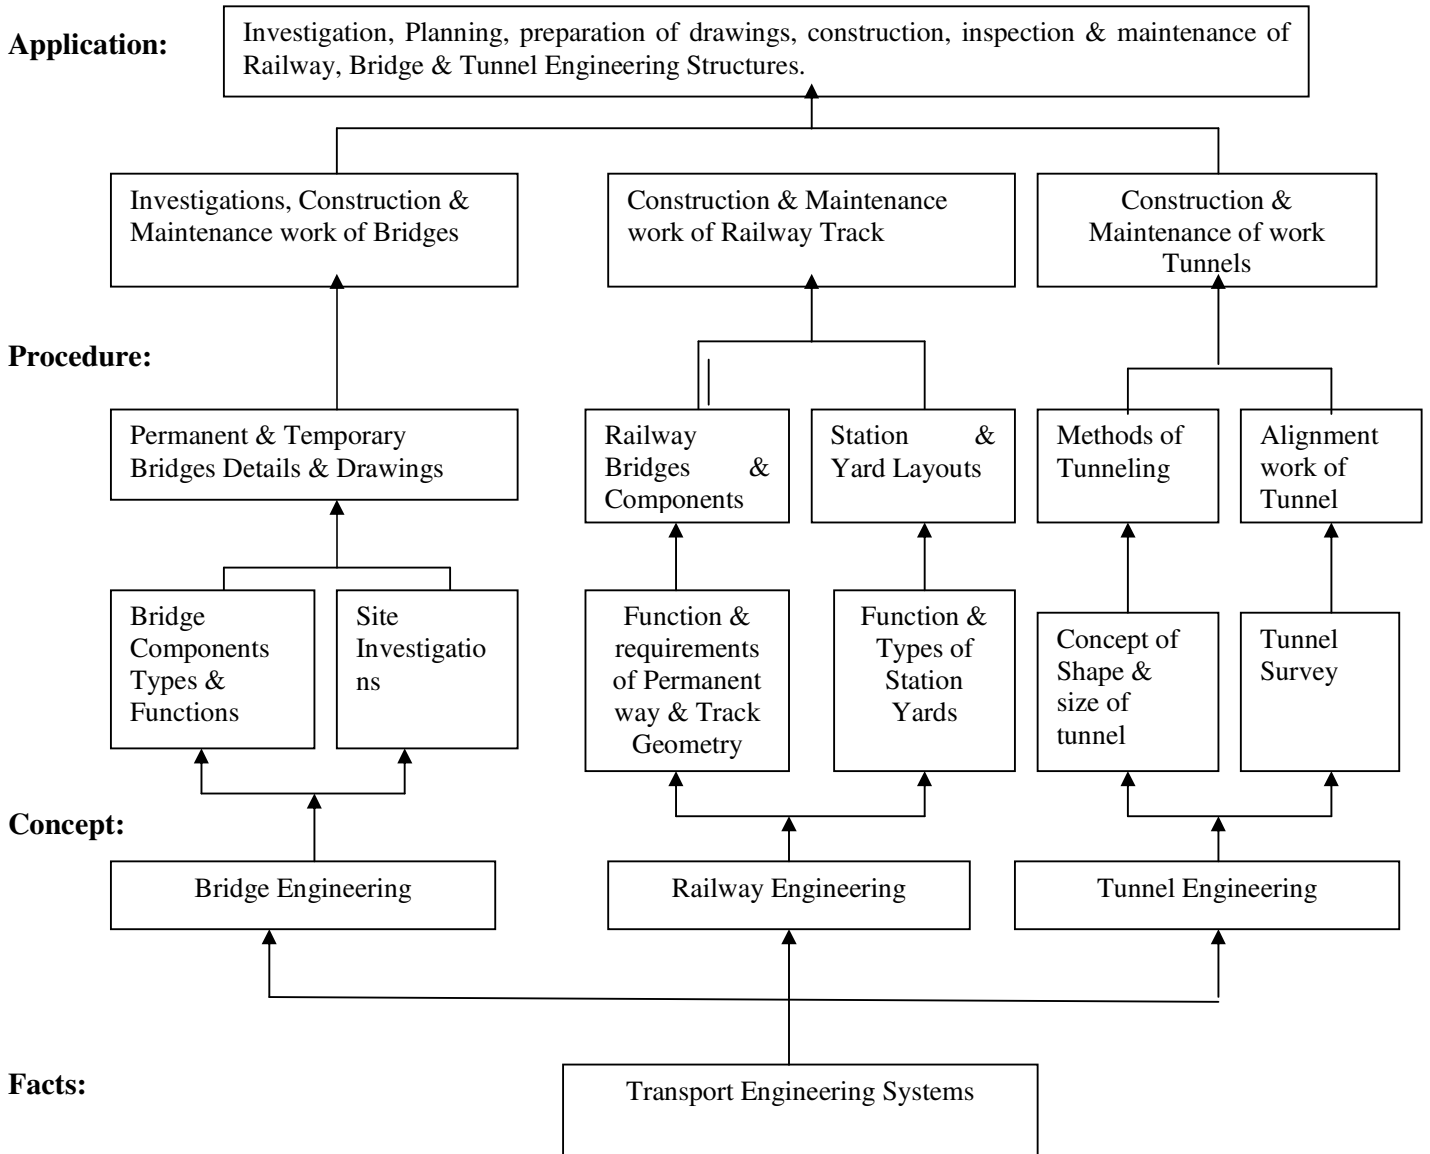 Application:
Investigation, Planning, preparation of drawings, construction, inspection & maintenance of
Railway, Bridge & Tunnel Engineering Structures.
Investigations, Construction &
Maintenance work of Bridges
Construction & Maintenance
work of Railway Track
Construction &
Maintenance of work
Tunnels
Procedure:
Permanent & Temporary
Bridges Details & Drawings
Railway
Bridges &
Components
Station &
Yard Layouts
Methods of
Tunneling
Alignment
work of
Tunnel
Bridge
Components
Types &
Functions
Site
Investigatio
ns
Function &
requirements
of Permanent
way & Track
Geometry
Function &
Types of
Station
Yards
Concept of
Shape &
size of
tunnel
Tunnel
Survey
Concept:
Bridge Engineering
Railway Engineering
Tunnel Engineering
Facts:
Transport Engineering Systems